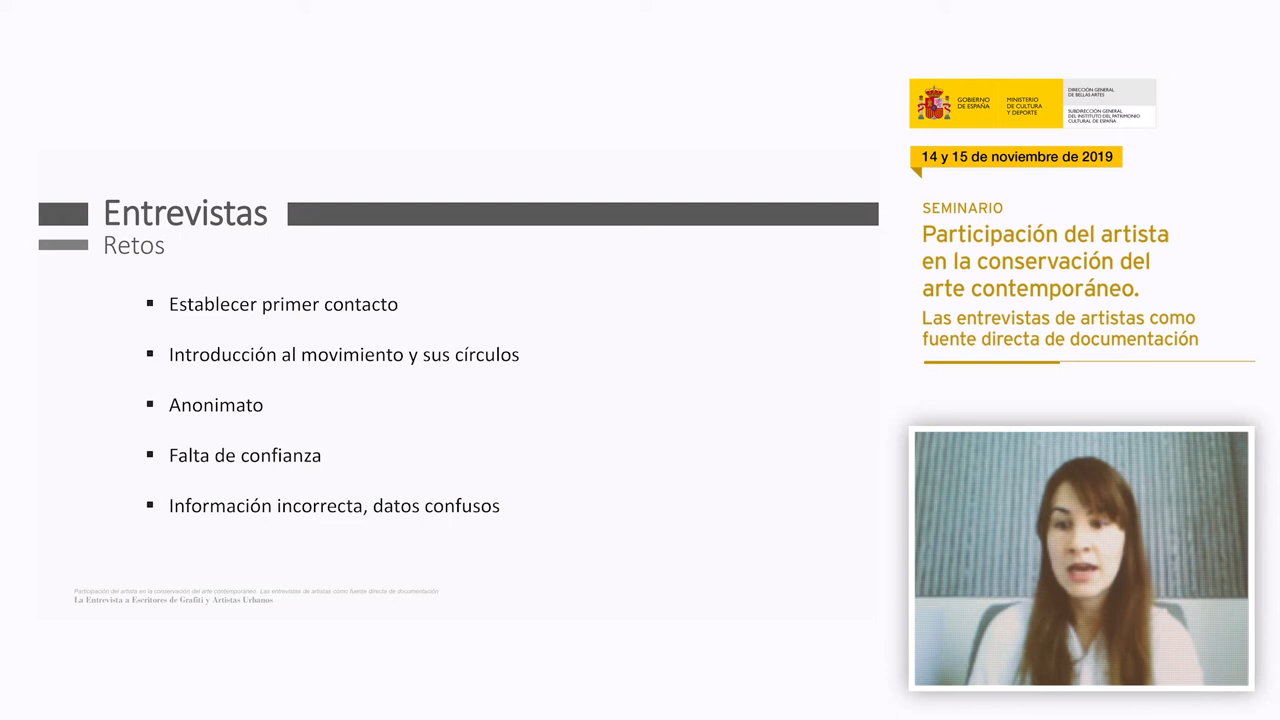 Entrevistas
Retos
Establecer primer contacto
Introducción al movimiento y sus círculos
Anonimato
Falta de confianza
Información incorrecta, datos confusos
Participación del artista en la conservación del arte contemporáneo. Las entrevistas de artistas como fuente directa de documentación
La Entrevista a Escritores de Grafiti y Artistas Urbanos
GOBIERNO
DE ESPAÑA
MINISTERIO
DE CULTURA
Y DEPORTE
DIRECCIÓN GENERAL
DE BELLAS ARTES
SUBDIRECCIÓN GENERAL
DEL INSTITUTO DEL PATRIMONIO
CULTURAL DE ESPAÑA
14 y 15 de noviembre de 2019
SEMINARIO
Participación del artista
en la conservación del
arte contemporáneo.
Las entrevistas de artistas como
fuente directa de documentación